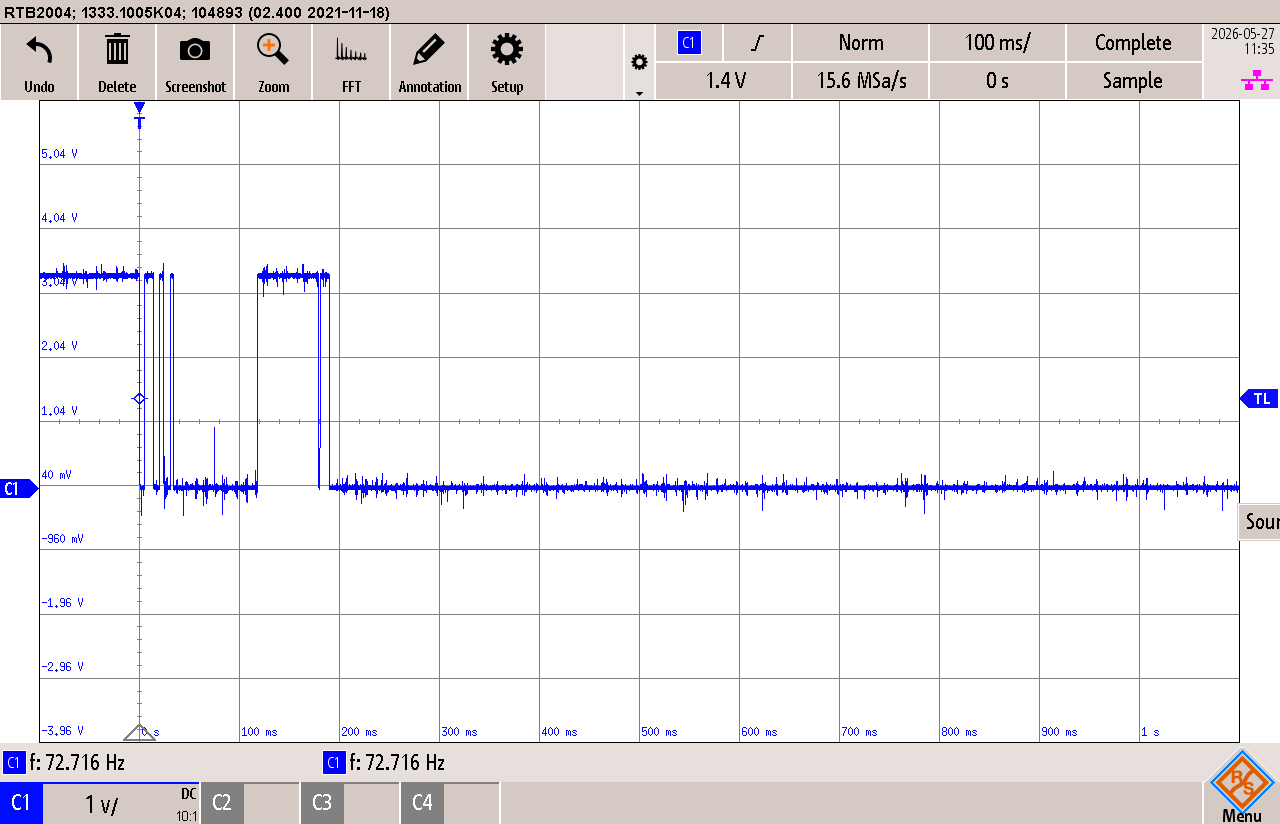 RTB2004; 1333.1005K04; 104893 (02.400 2021-11-18)
Undo
Delete
Screenshot
Zoom
FFT
Annotation
Setup
C1
Norm
100 ms/
Complete
1.4 V
15.6 MSa/s
0 s
Sample
2026-05-27
11:35
T
5.04 V
4.04 V
3.04 V
2.04 V
1.04 V
TL
40 mV
C1
-960 mV
Sour
-1.96 V
-2.96 V
-3.96 V
0 s
100 ms
200 ms
300 ms
400 ms
500 ms
600 ms
700 ms
800 ms
900 ms
1 s
C1 f: 72.716 Hz
C1 f: 72.716 Hz
C1
1 V/
DC
10:1
C2
C3
C4
R S
Menu